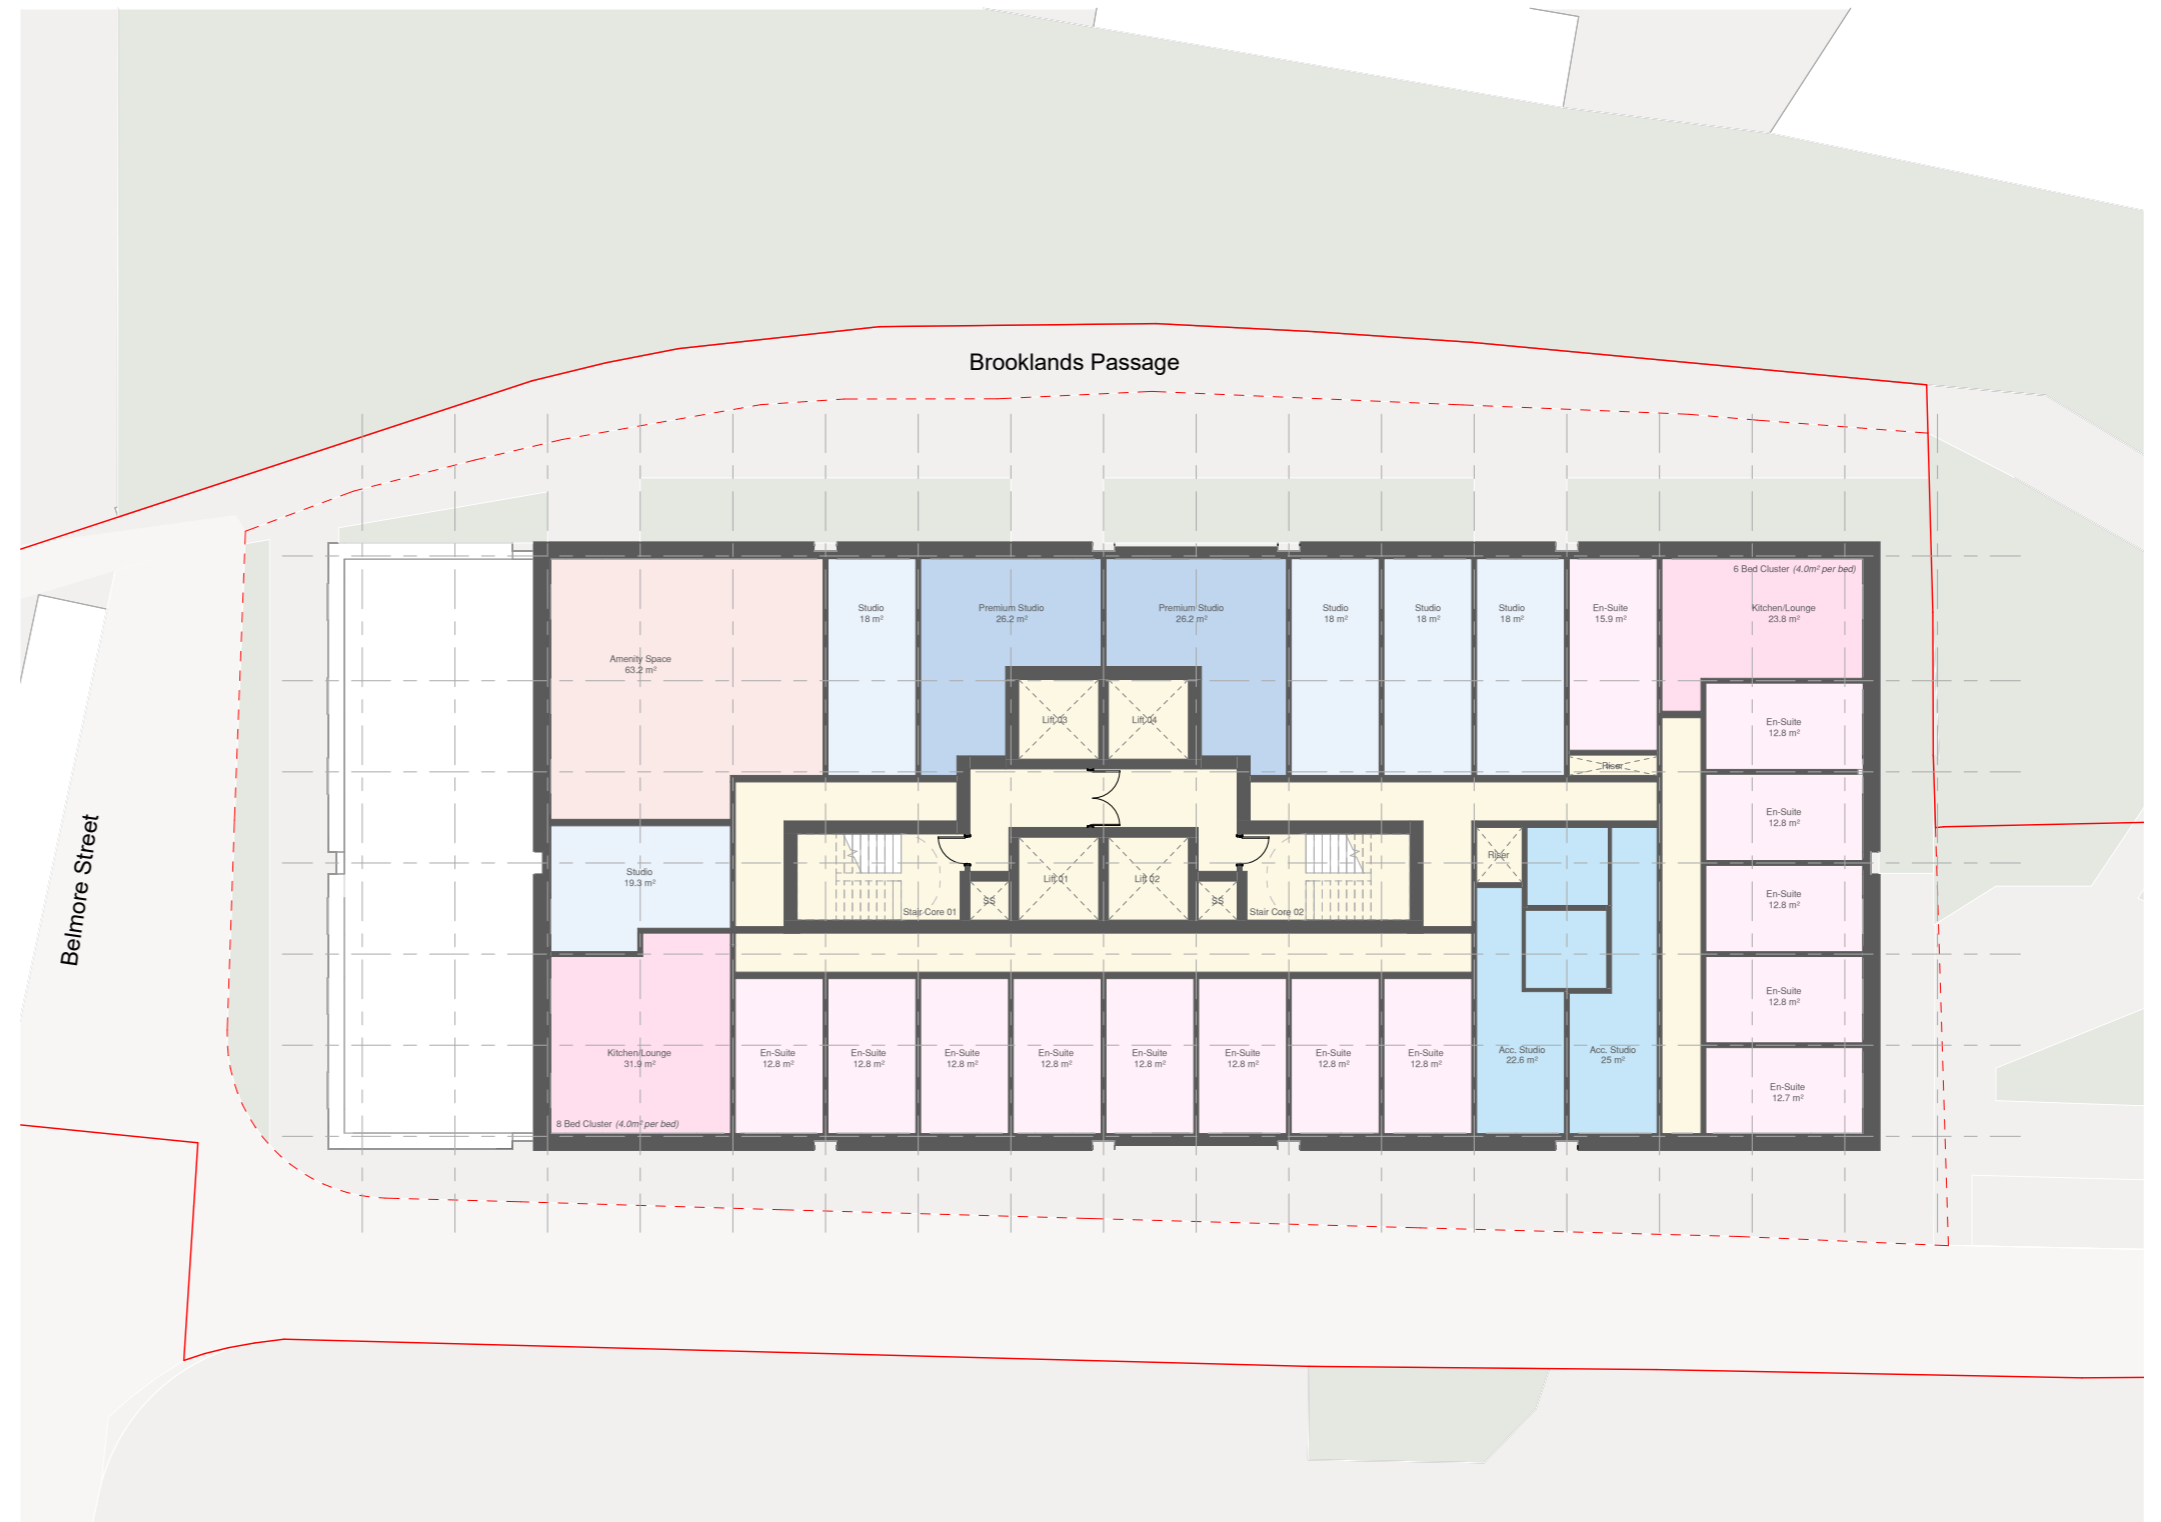 Brooklands Passage
6 Bed Cluster (4.0m² per bed)
Studio
18 m²
Premium Studio
26.2 m²
Premium Studio
26.2 m²
Studio
18 m²
Studio
18 m²
Studio
18 m²
En-Suite
15.9 m²
Kitchen/Lounge
23.8 m²
Amenity Space
63.2 m²
Lift 03
Lift 04
En-Suite
12.8 m²
Riser
En-Suite
12.8 m²
Belmore Street
Studio
19.3 m²
Stair Core 01
SS
Lift 01
Lift 02
SS
Stair Core 02
Riser
En-Suite
12.8 m²
En-Suite
12.8 m²
Kitchen/Lounge
31.9 m²
8 Bed Cluster (4.0m² per bed)
En-Suite
12.8 m²
En-Suite
12.8 m²
En-Suite
12.8 m²
En-Suite
12.8 m²
En-Suite
12.8 m²
En-Suite
12.8 m²
En-Suite
12.8 m²
En-Suite
12.8 m²
Acc. Studio
22.6 m²
Acc. Studio
25 m²
En-Suite
12.7 m²